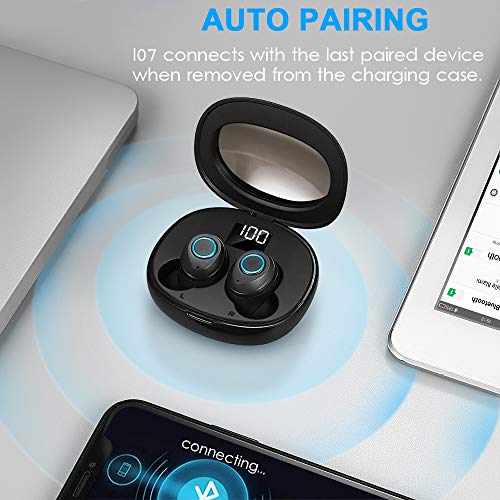 AUTO PAIRING
I07 connects with the last paired device
when removed from the charging case.
100
L
R
Bluetooth
connecting...